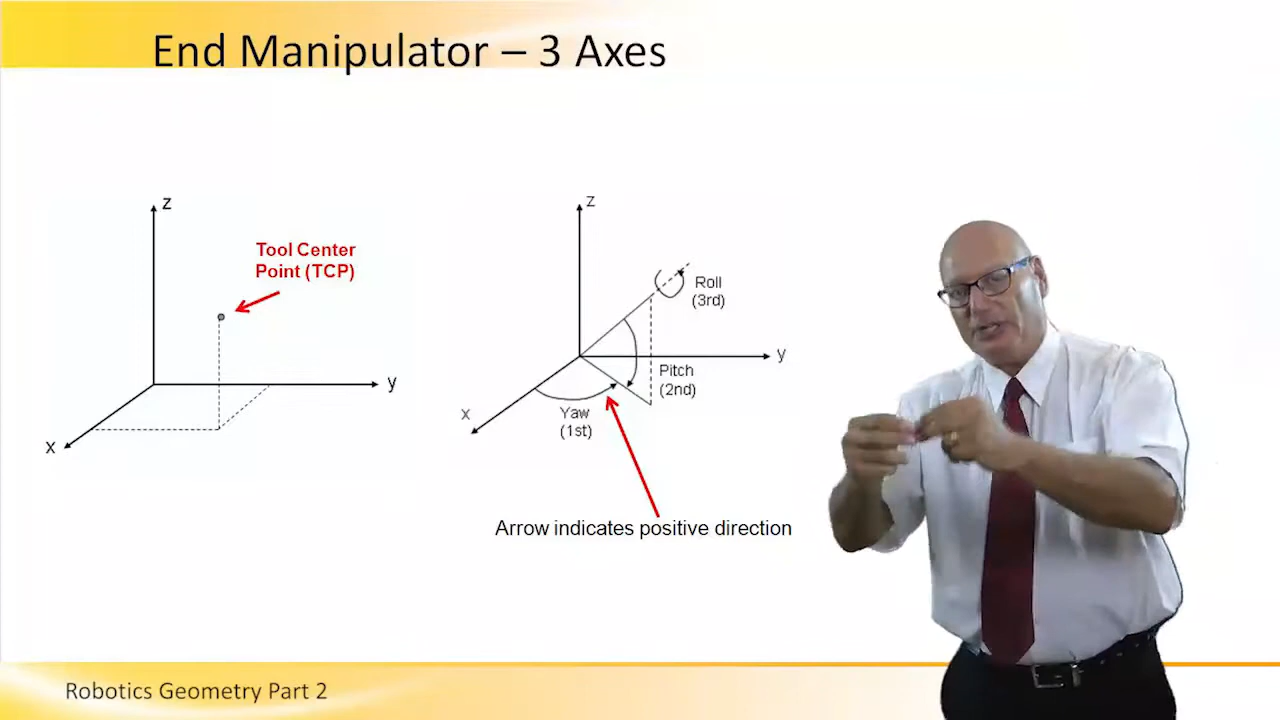 End Manipulator – 3 Axes
z
Tool Center
Point (TCP)
y
x
z
Roll
(3rd)
y
Pitch
(2nd)
x
Yaw
(1st)
Arrow indicates positive direction
Robotics Geometry Part 2